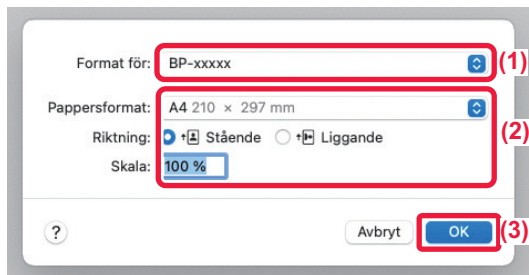 Format för: BP-xxxxx (1)
Pappersformat: A4 210 × 297 mm
Riktning: Stående Liggande (2)
Skala: 100 %
? Avbryt OK (3)